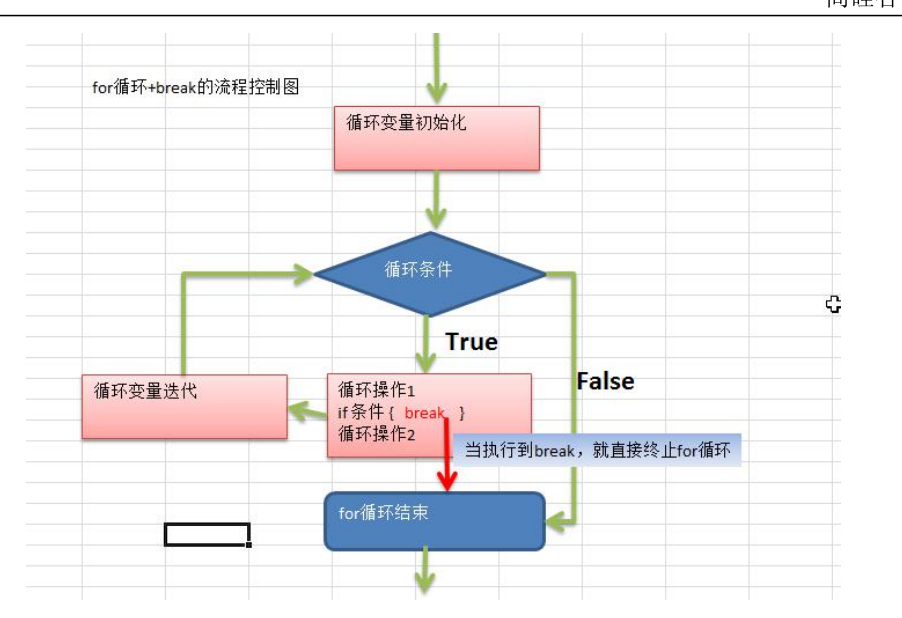 for循环+break的流程控制图
循环变量初始化
循环条件
True
False
循环变量迭代
循环操作1
if条件{ break }
循环操作2
当执行到break，就直接终止for循环
for循环结束